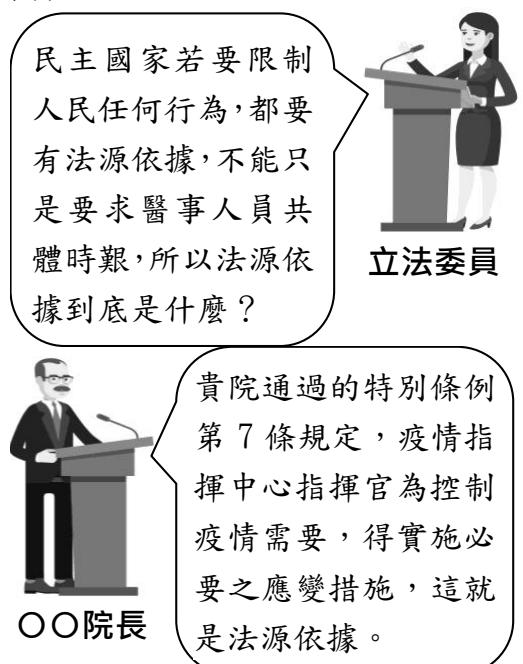 民主國家若要限制
人民任何行為，都要
有法源依據，不能只
是要求醫事人員共
體時艱，所以法源依
據到底是什麼？
立法委員
貴院通過的特別條例
第 7 條規定，疫情指
揮中心指揮官為控制
疫情需要，得實施必
要之應變措施，這就
是法源依據。
○○院長